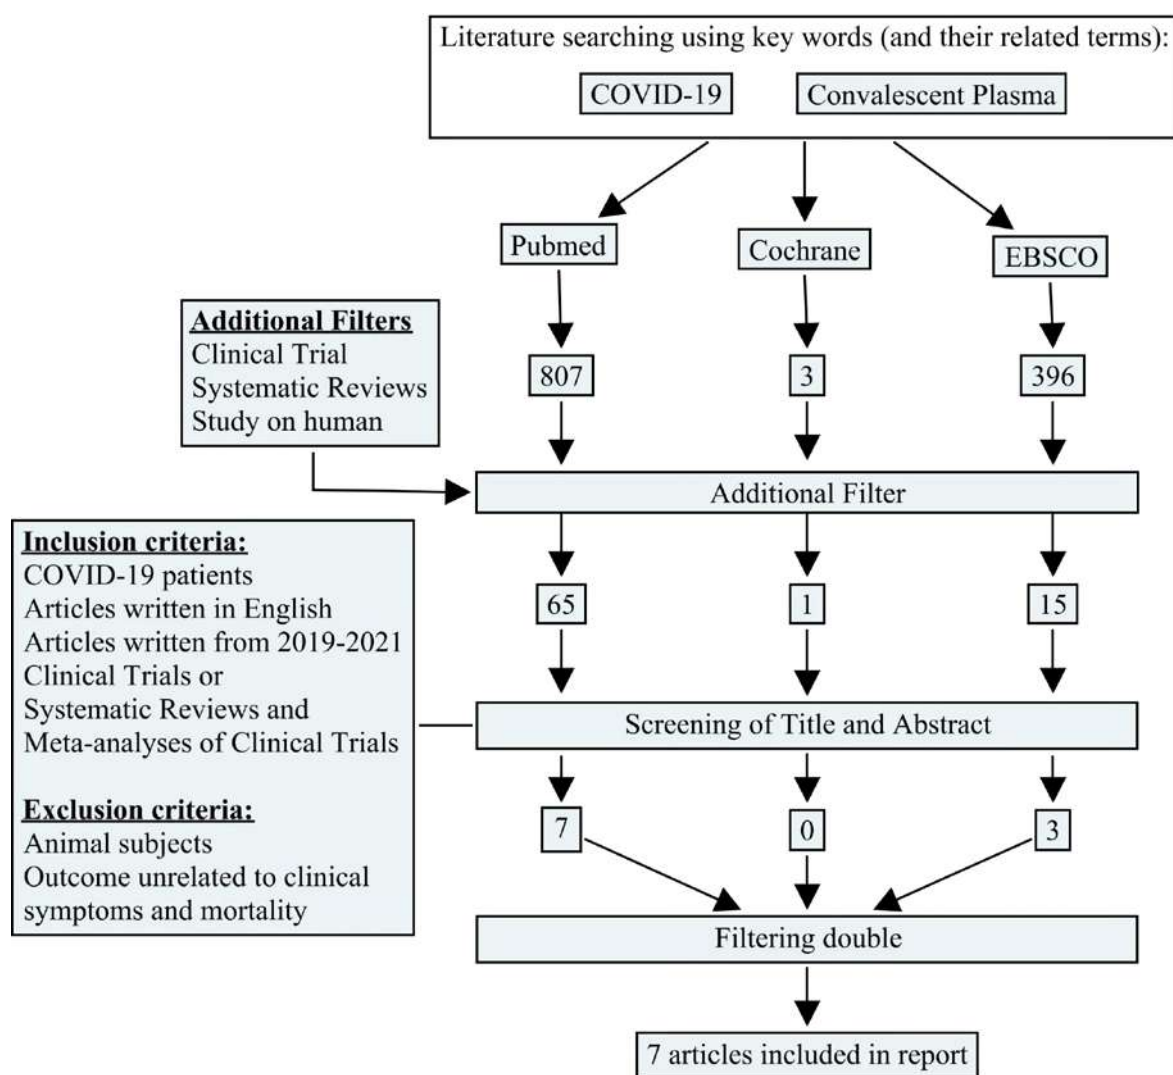 Literature searching using key words (and their related terms):
COVID-19
Convalescent Plasma
Pubmed
Cochrane
EBSCO
Additional Filters
Clinical Trial
Systematic Reviews
Study on human
807
3
396
Additional Filter
Inclusion criteria:
COVID-19 patients
Articles written in English
Articles written from 2019-2021
Clinical Trials or
Systematic Reviews and
Meta-analyses of Clinical Trials
Exclusion criteria:
Animal subjects
Outcome unrelated to clinical
symptoms and mortality
65
1
15
Screening of Title and Abstract
7
0
3
Filtering double
7 articles included in report